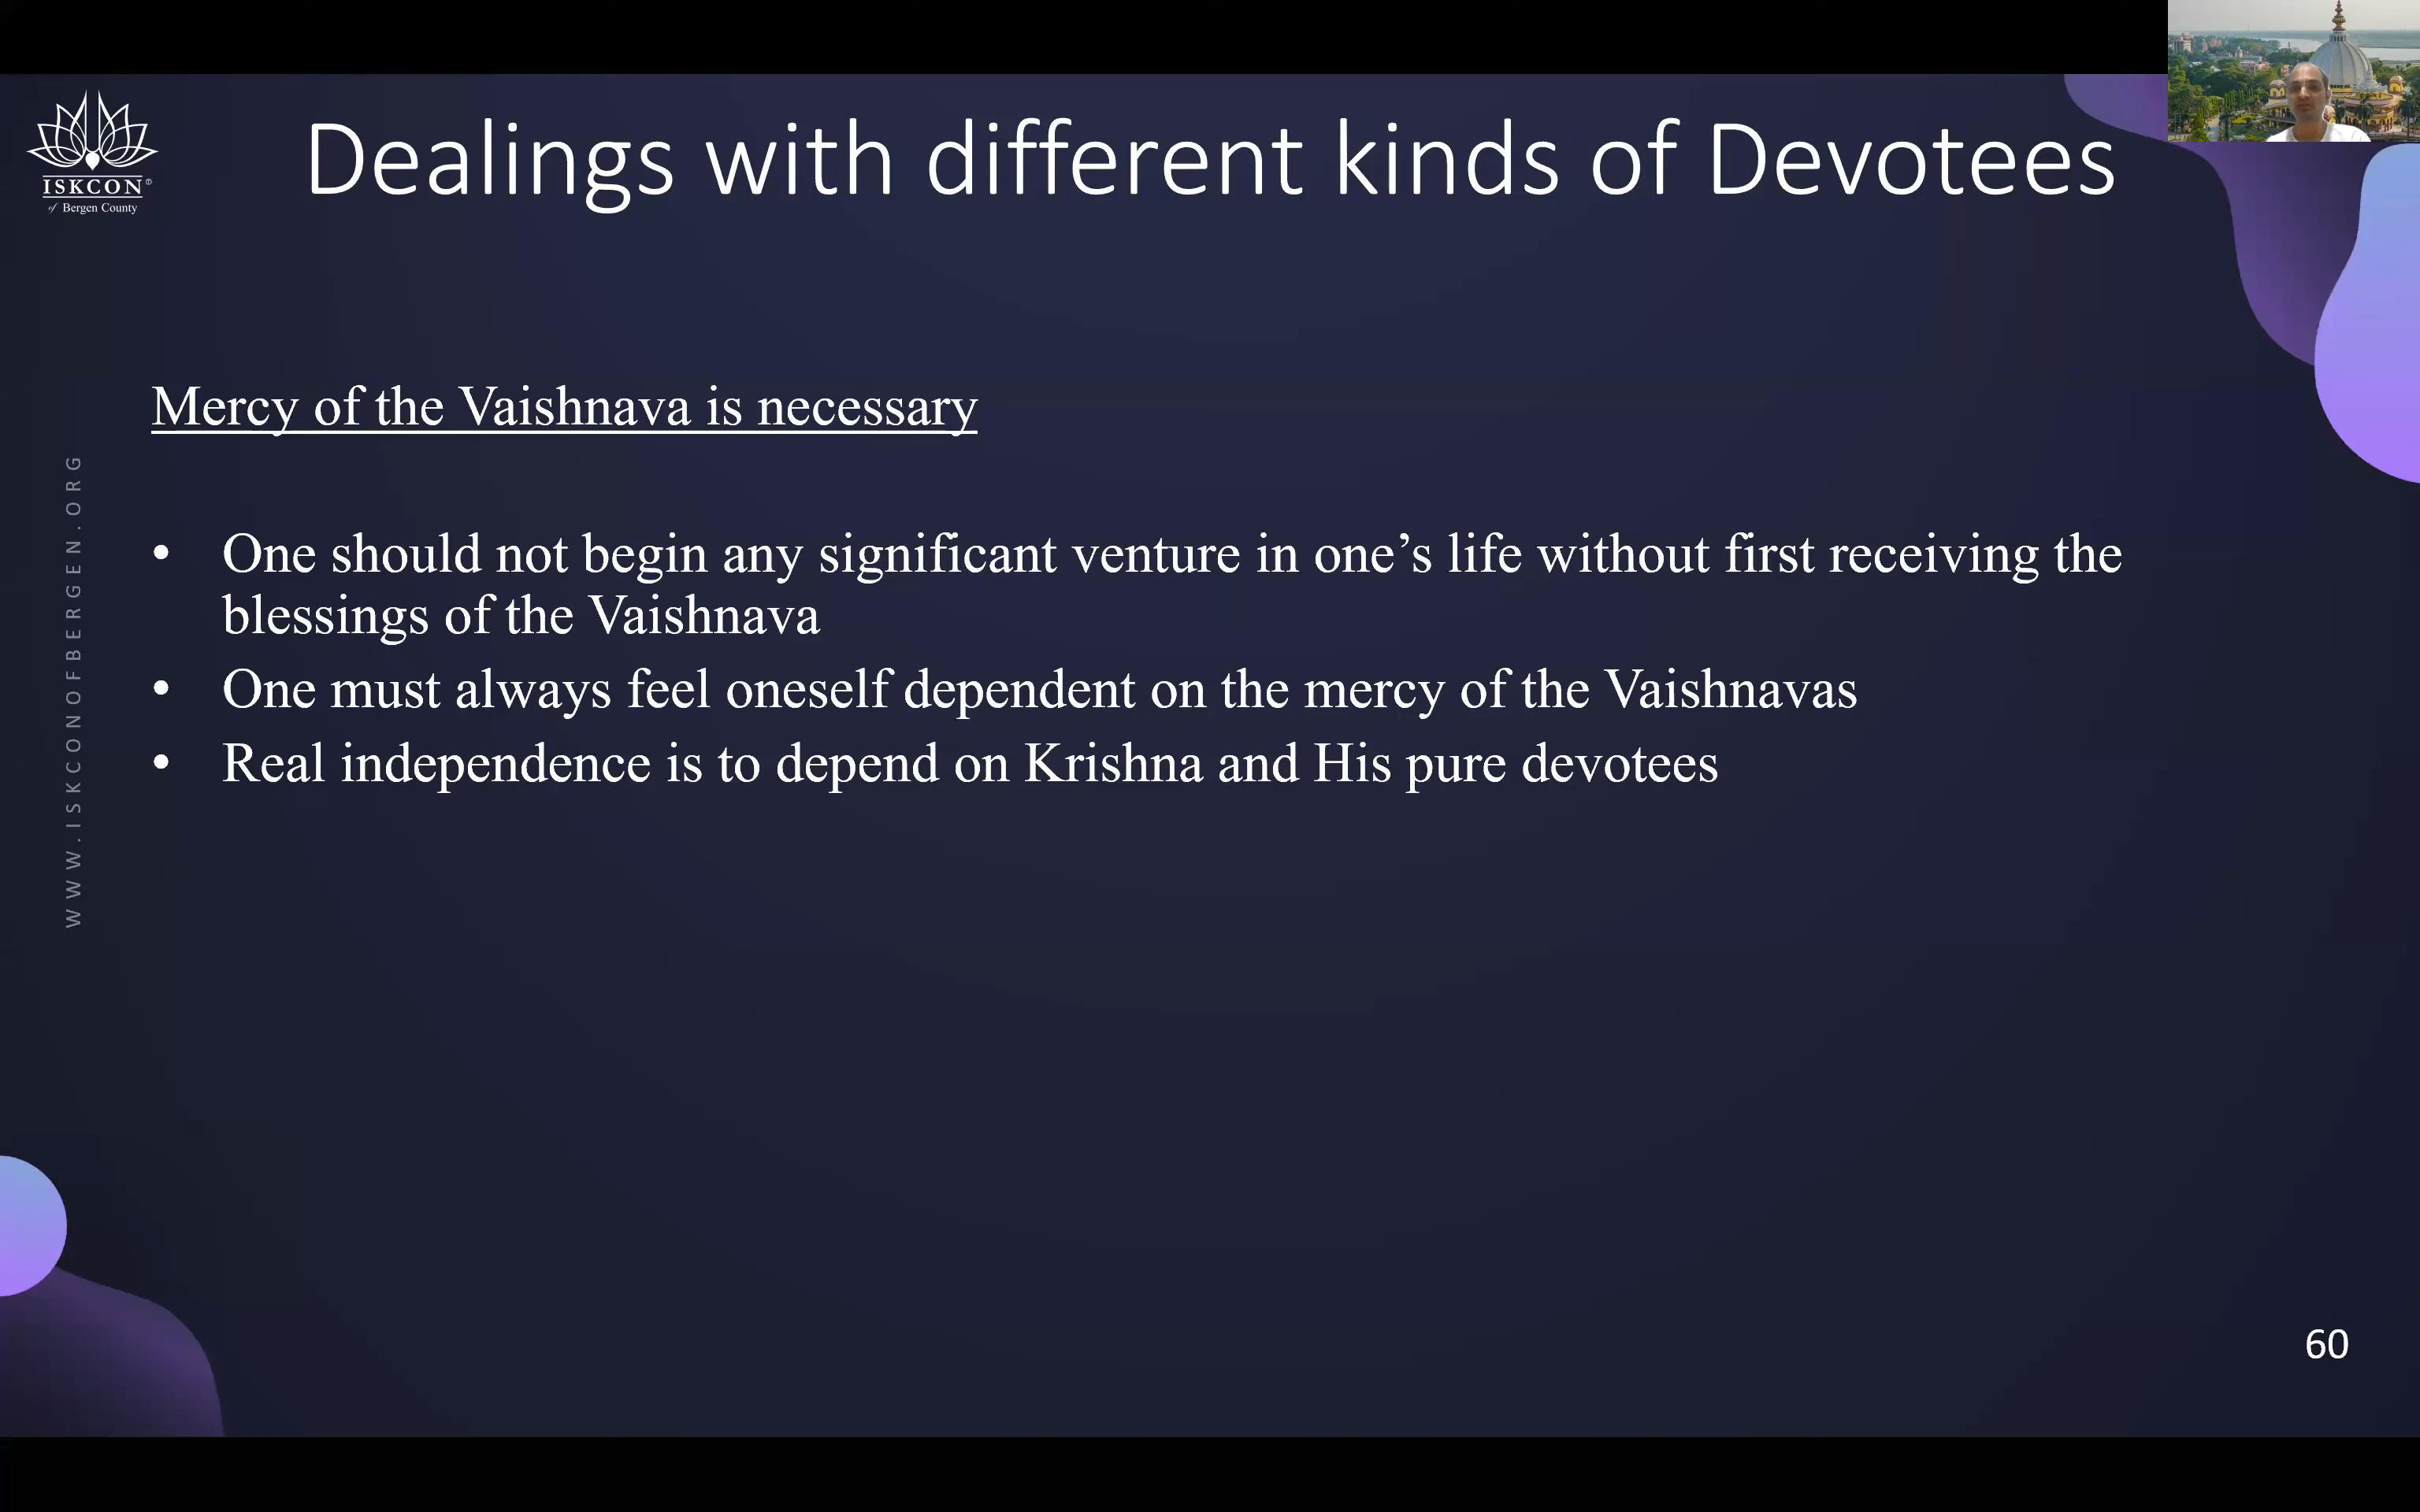 ISKCON®
of Bergen County
Dealings with different kinds of Devotees
WWW.ISKCONOFBERGEN.ORG
Mercy of the Vaishnava is necessary
• One should not begin any significant venture in one’s life without first receiving the
blessings of the Vaishnava
• One must always feel oneself dependent on the mercy of the Vaishnavas
• Real independence is to depend on Krishna and His pure devotees
60